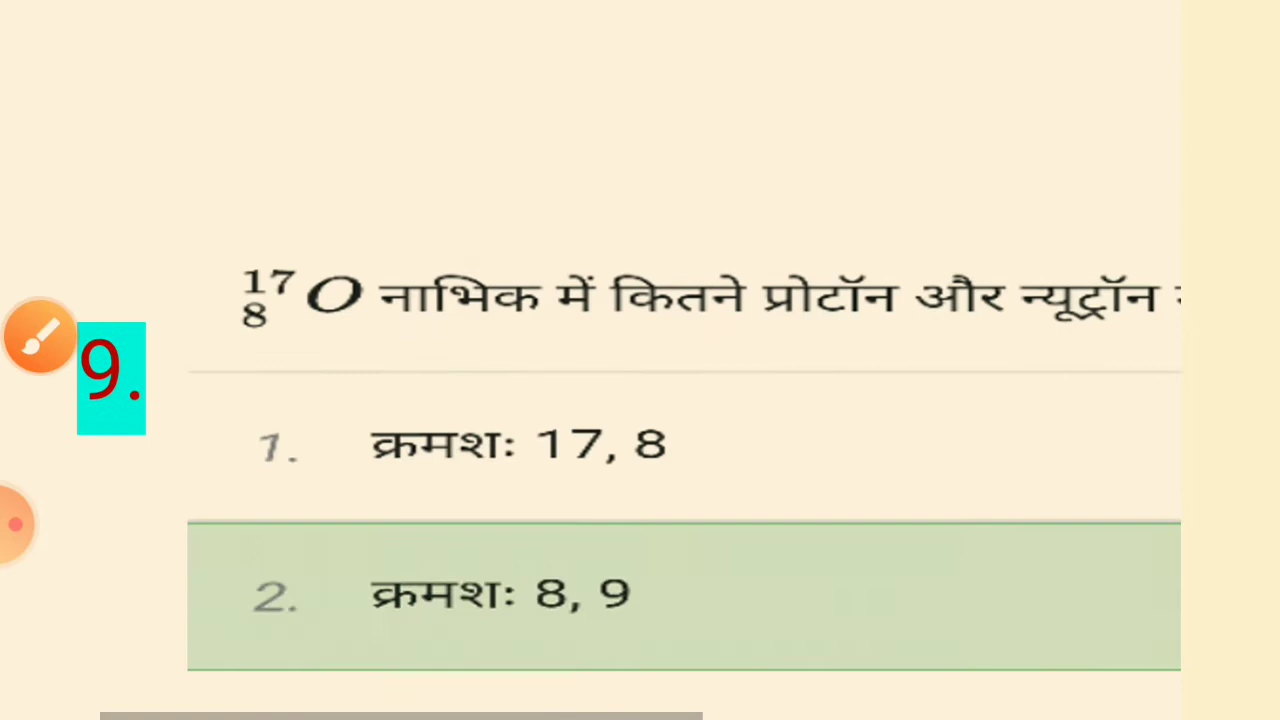 ¹⁷₈O नाभिक में कितने प्रोटॉन और न्यूट्रॉन
9.
1. क्रमशः 17, 8
2. क्रमशः 8, 9